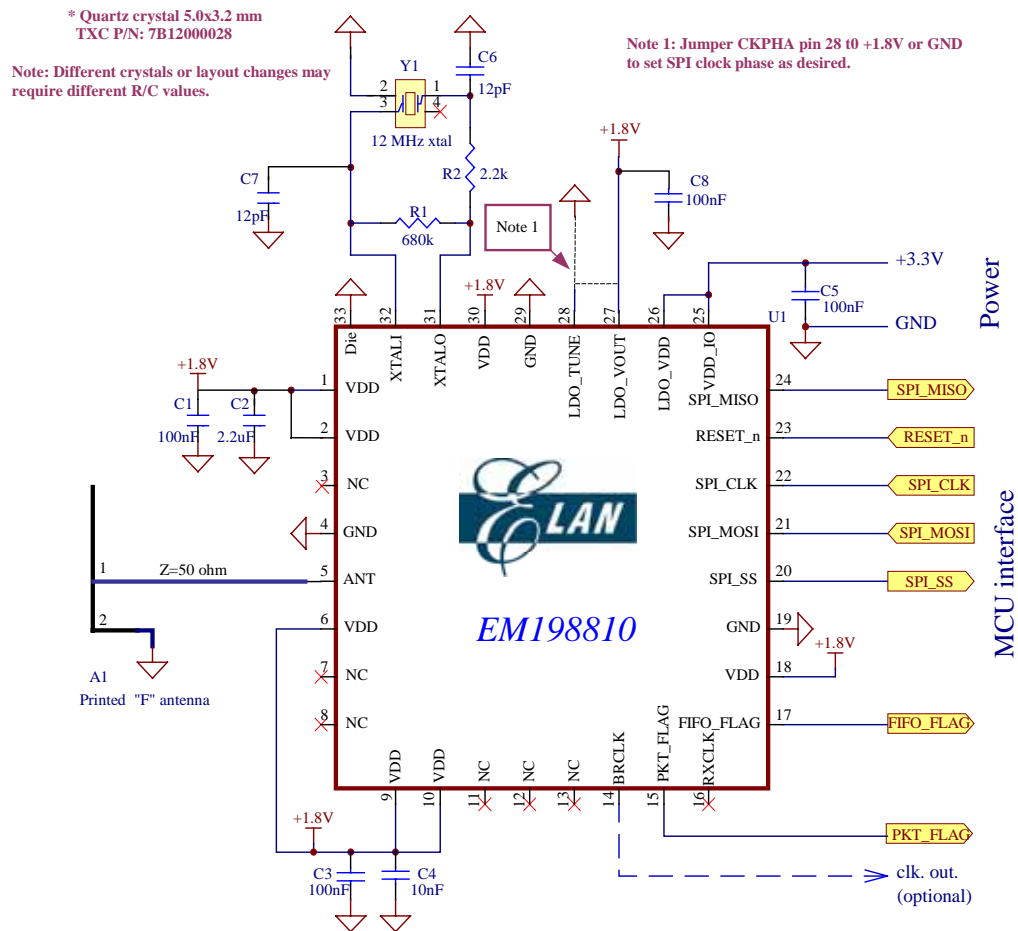 * Quartz crystal 5.0x3.2 mm
TXC P/N: 7B12000028
Note: Different crystals or layout changes may
require different R/C values.
Note 1: Jumper CKPHA pin 28 t0 +1.8V or GND
to set SPI clock phase as desired.
Y1
2
1
3
4
12 MHz xtal
C6
12pF
R2
2.2k
C7
12pF
R1
680k
Note 1
+1.8V
C8
100nF
+3.3V
C5
100nF
GND
Power
+1.8V
33
32
31
30
29
28
27
26
25
U1
Die
XTALI
XTALO
VDD
GND
LDO_TUNE
LDO_VOUT
LDO_VDD
VDD_IO
+1.8V
C1
100nF
C2
2.2uF
1
VDD
2
VDD
3
NC
4
GND
5
ANT
6
VDD
7
NC
8
NC
1
Z=50 ohm
2
A1
Printed "F" antenna
ELAN
EM198810
SPI_MISO
24
SPI_MISO
RESET_n
23
RESET_n
SPI_CLK
22
SPI_CLK
SPI_MOSI
21
SPI_MOSI
SPI_SS
20
SPI_SS
GND
19
+1.8V
VDD
18
FIFO_FLAG
17
FIFO_FLAG
MCU interface
VDD
VDD
NC
NC
NC
BRCLK
PKT_FLAG
RXCLK
9
10
11
12
13
14
15
16
+1.8V
C3
100nF
C4
10nF
PKT_FLAG
clk. out.
(optional)